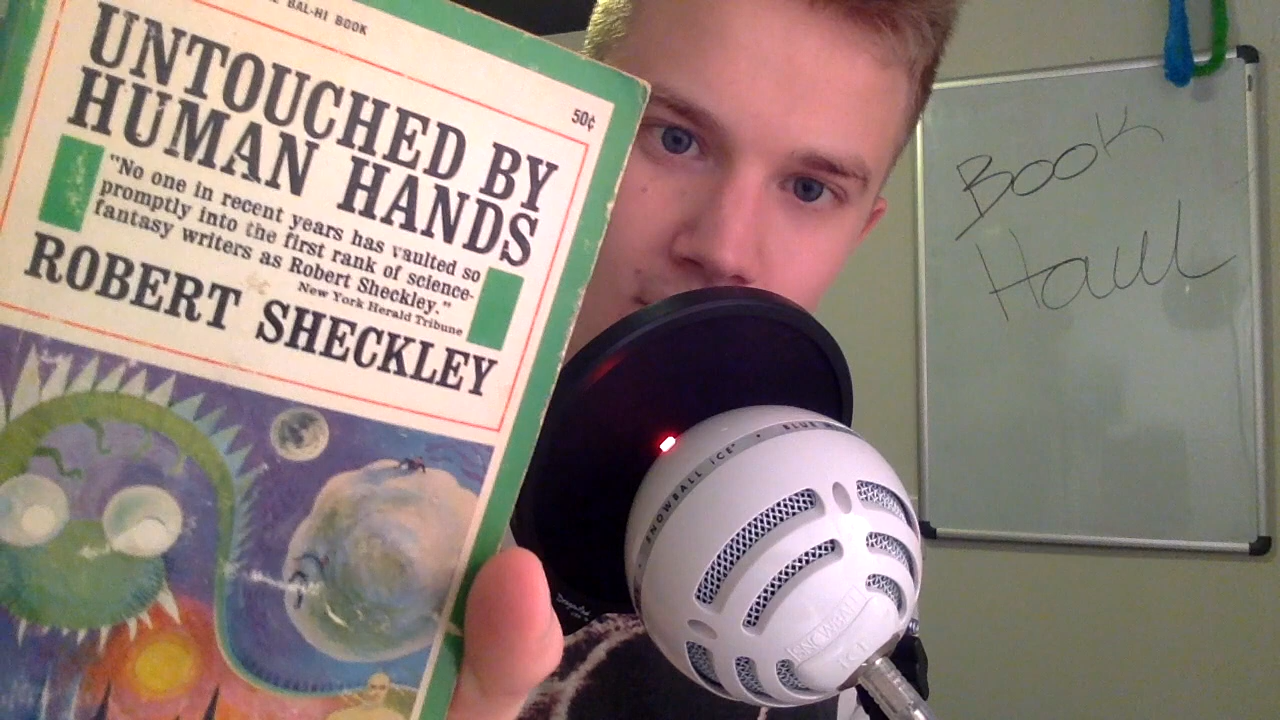 BAL-HI BOOK
50¢
UNTOUCHED BY
HUMAN HANDS
"No one in recent years has vaulted so
promptly into the first rank of science-
fantasy writers as Robert Sheckley."
New York Herald Tribune
ROBERT SHECKLEY
SNOWBALL iCE • BLUE
SNOWBALL
Book
Haul